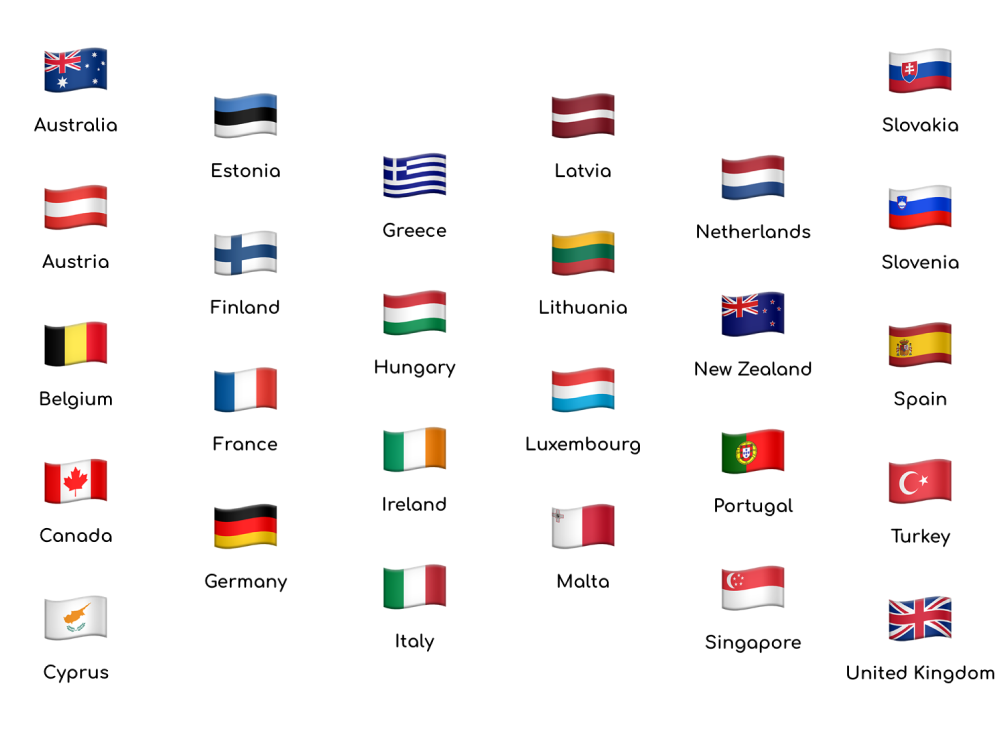 Australia
Austria
Belgium
Canada
Cyprus
Estonia
Finland
France
Germany
Greece
Hungary
Ireland
Italy
Latvia
Lithuania
Luxembourg
Malta
Netherlands
New Zealand
Portugal
Singapore
Slovakia
Slovenia
Spain
Turkey
United Kingdom